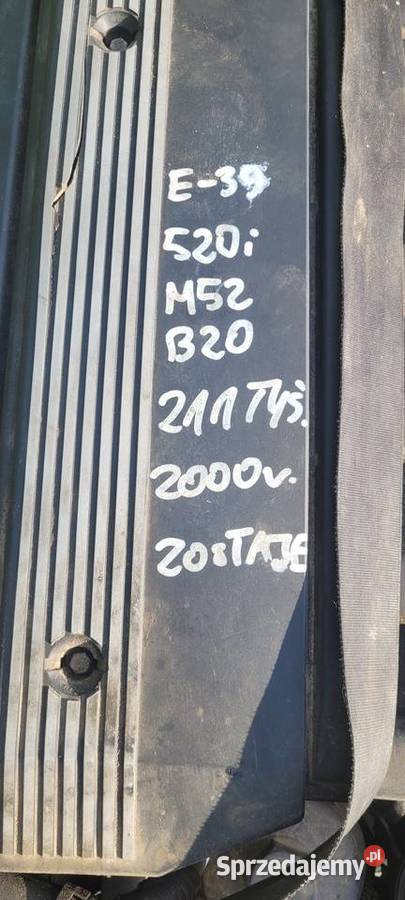 E-39
520i
M52
B20
211 TYŚ.
2000r.
ZOSTAJE
Sprzedajemy.pl